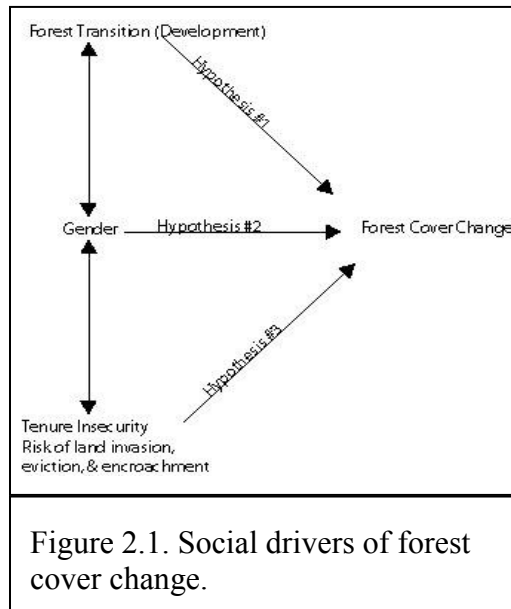 Forest Transition (Development)
Hypothesis #1
Gender
Hypothesis #2
Forest Cover Change
Hypothesis #3
Tenure Insecurity
Risk of land invasion,
eviction, & encroachment
Figure 2.1. Social drivers of forest
cover change.